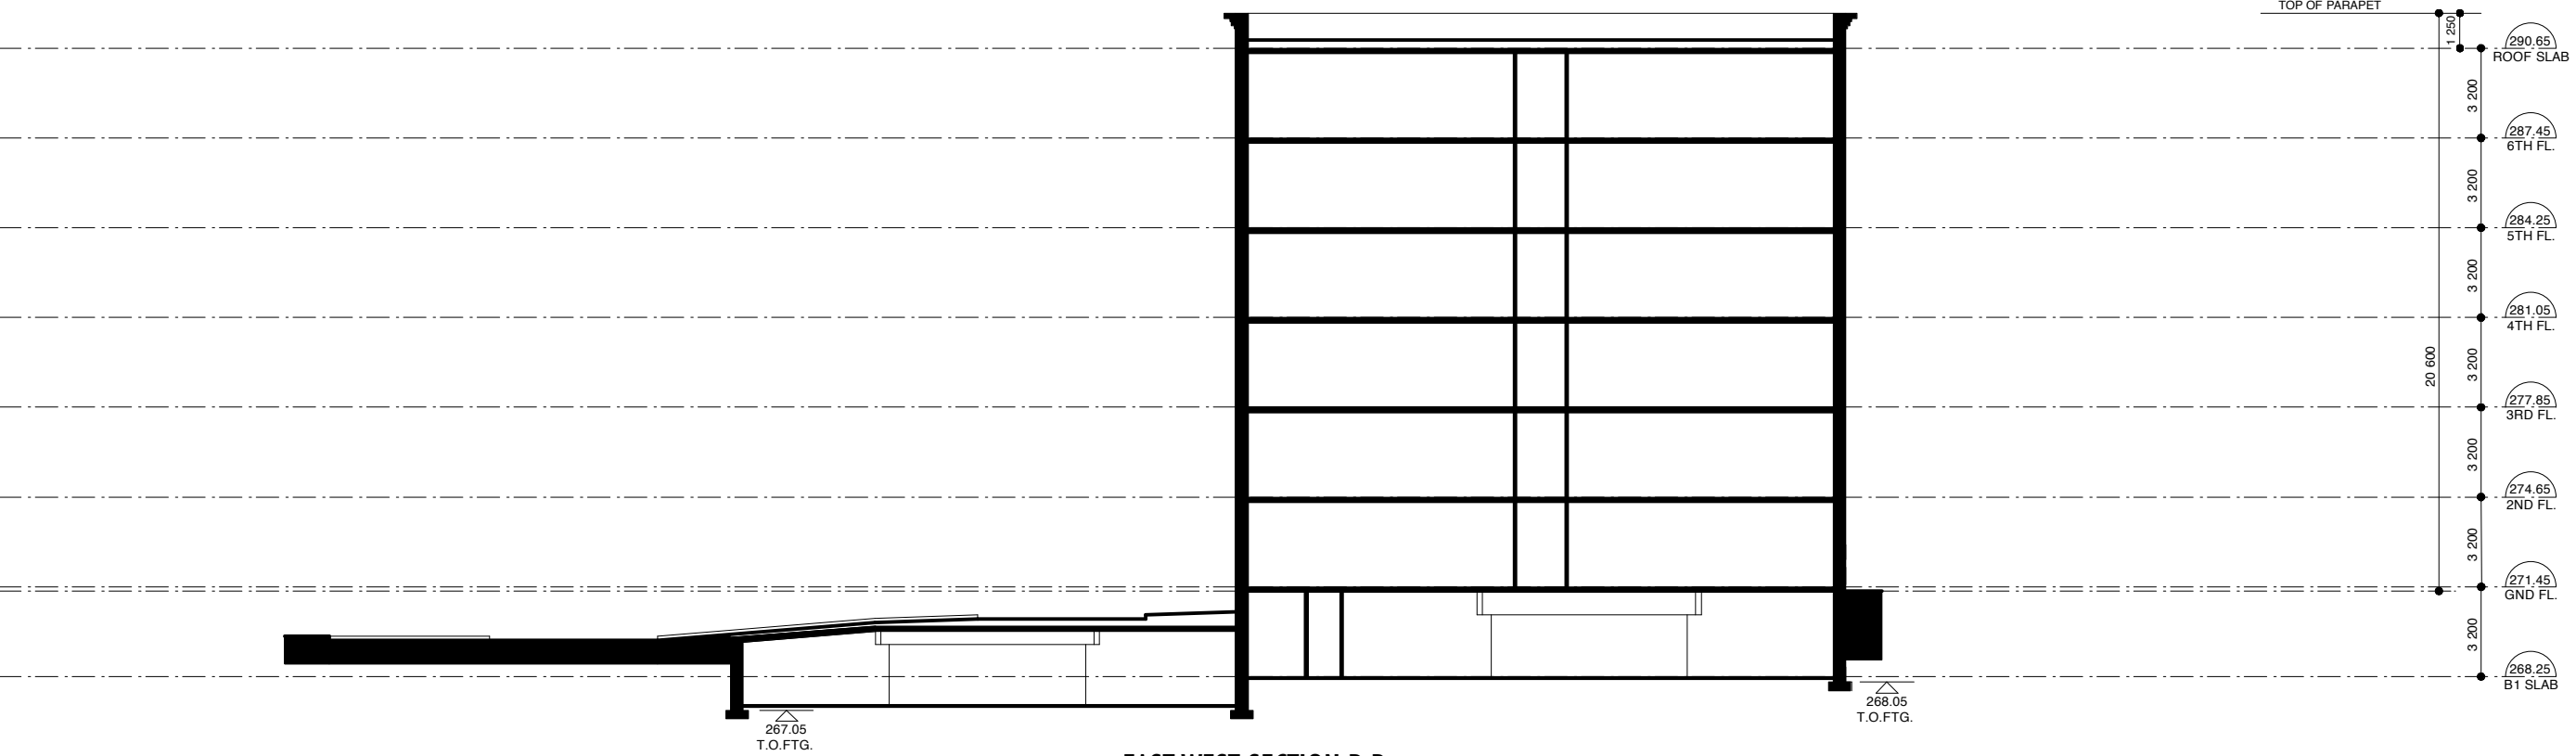 TOP OF PARAPET
1 250
290.65
ROOF SLAB
3 200
287.45
6TH FL.
3 200
284.25
5TH FL.
3 200
281.05
4TH FL.
20 600
3 200
277.85
3RD FL.
3 200
274.65
2ND FL.
3 200
271.45
GND FL.
3 200
268.25
B1 SLAB
268.05
T.O.FTG.
267.05
T.O.FTG.
EAST WEST SECTION